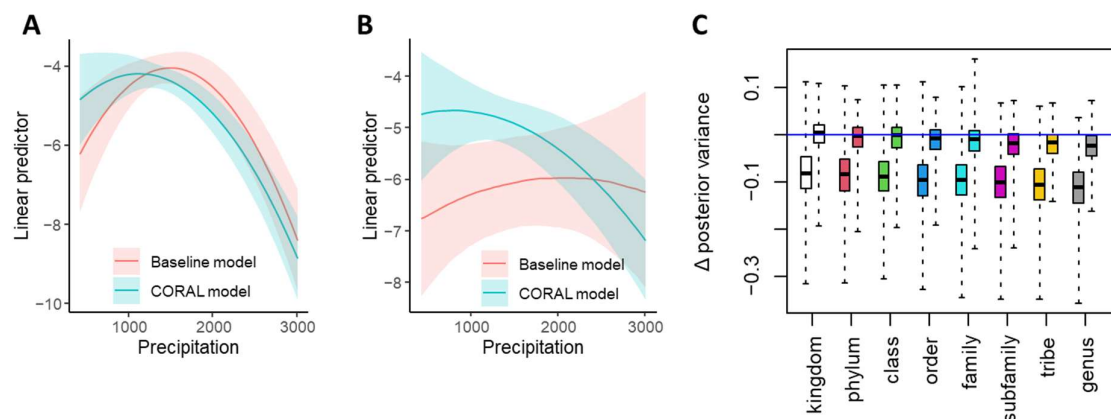 A
Linear predictor
−4
−6
−8
−10
Baseline model
CORAL model
1000
2000
3000
Precipitation
B
Linear predictor
−4
−5
−6
−7
−8
Baseline model
CORAL model
1000
2000
3000
Precipitation
C
Δ posterior variance
0.1
-0.1
-0.3
kingdom
phylum
class
order
family
subfamily
tribe
genus